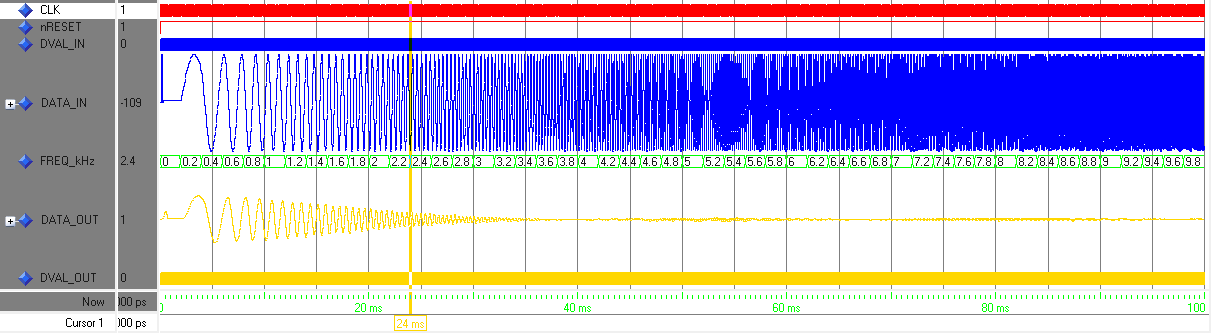 CLK 1
nRESET 1
DVAL_IN 0
DATA_IN -109
FREQ_kHz 2.4 0 0.2 0.4 0.6 0.8 1 1.2 1.4 1.6 1.8 2 2.2 2.4 2.6 2.8 3 3.2 3.4 3.6 3.8 4 4.2 4.4 4.6 4.8 5 5.2 5.4 5.6 5.8 6 6.2 6.4 6.6 6.8 7 7.2 7.4 7.6 7.8 8 8.2 8.4 8.6 8.8 9 9.2 9.4 9.6 9.8
DATA_OUT 1
DVAL_OUT 0
Now 000 ps 20 ms 40 ms 60 ms 80 ms 100
Cursor 1 000 ps 24 ms